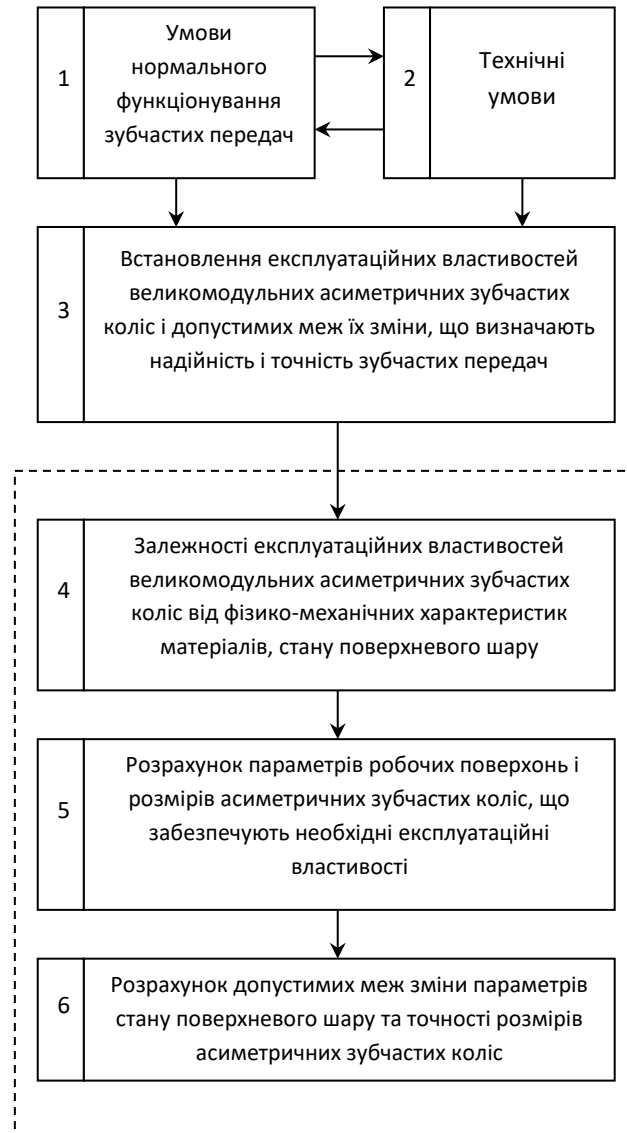 1
Умови
нормального
функціонування
зубчастих передач
2
Технічні
умови
3
Встановлення експлуатаційних властивостей
великомодульних асиметричних зубчастих
коліс і допустимих меж їх зміни, що визначають
надійність і точність зубчастих передач
4
Залежності експлуатаційних властивостей
великомодульних асиметричних зубчастих
коліс від фізико-механічних характеристик
матеріалів, стану поверхневого шару
5
Розрахунок параметрів робочих поверхонь і
розмірів асиметричних зубчастих коліс, що
забезпечують необхідні експлуатаційні
властивості
6
Розрахунок допустимих меж зміни параметрів
стану поверхневого шару та точності розмірів
асиметричних зубчастих коліс